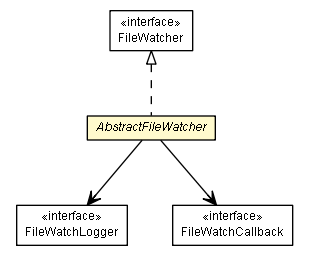 «interface»
FileWatcher
AbstractFileWatcher
«interface»
FileWatchLogger
«interface»
FileWatchCallback